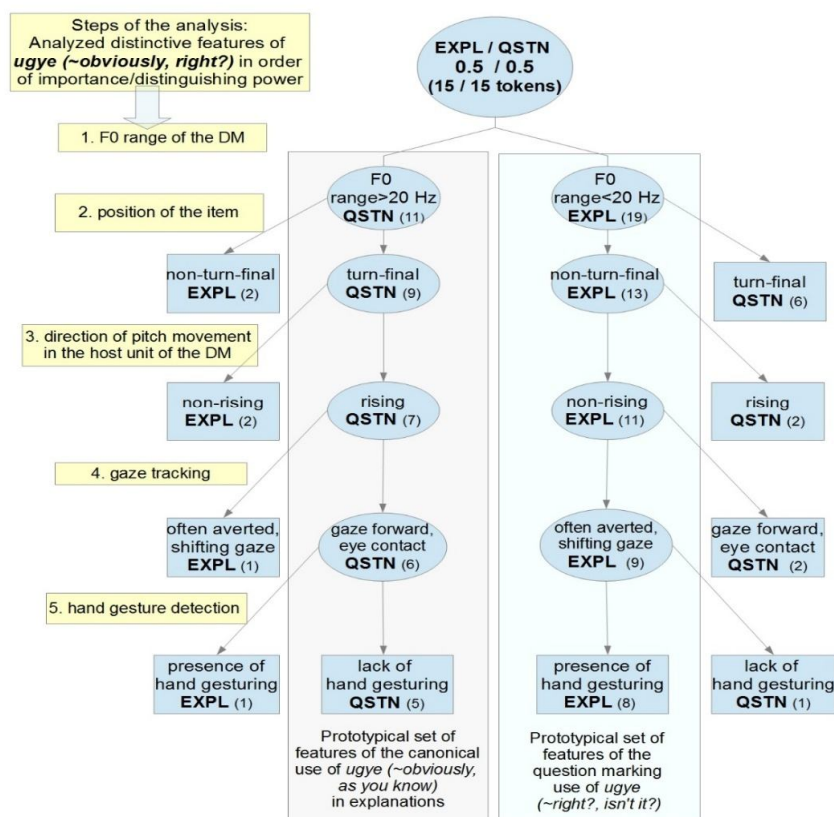 Steps of the analysis:
Analyzed distinctive features of
ugye (~obviously, right?) in order
of importance/distinguishing power
EXPL / QSTN
0.5 / 0.5
(15 / 15 tokens)
1. F0 range of the DM
F0
range>20 Hz
QSTN (11)
F0
range<20 Hz
EXPL (19)
2. position of the item
non-turn-final
EXPL (2)
turn-final
QSTN (9)
non-turn-final
EXPL (13)
turn-final
QSTN (6)
3. direction of pitch movement
in the host unit of the DM
non-rising
EXPL (2)
rising
QSTN (7)
non-rising
EXPL (11)
rising
QSTN (2)
4. gaze tracking
often averted,
shifting gaze
EXPL (1)
gaze forward,
eye contact
QSTN (6)
often averted,
shifting gaze
EXPL (9)
gaze forward,
eye contact
QSTN (2)
5. hand gesture detection
presence of
hand gesturing
EXPL (1)
lack of
hand gesturing
QSTN (5)
presence of
hand gesturing
EXPL (8)
lack of
hand gesturing
QSTN (1)
Prototypical set of
features of the canonical
use of ugye (~obviously,
as you know)
in explanations
Prototypical set of
features of the
question marking
use of ugye
(~right?, isn't it?)